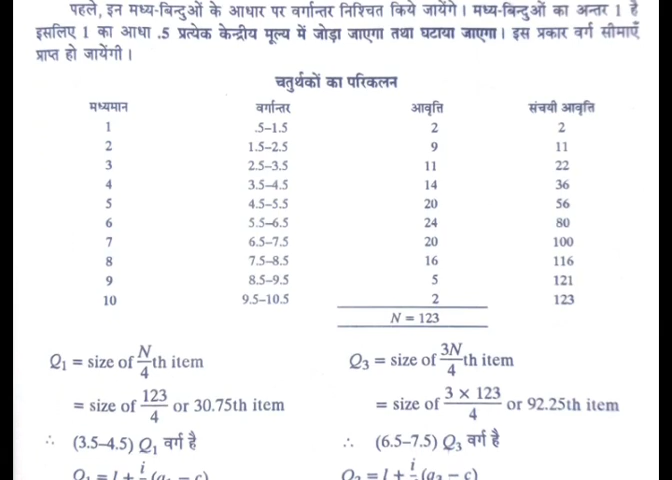 पहले, इन मध्य-बिन्दुओं के आधार पर वर्गान्तर निश्चित किये जायेंगे। मध्य-बिन्दुओं का अन्तर 1 है
इसलिए 1 का आधा .5 प्रत्येक केन्द्रीय मूल्य में जोड़ा जाएगा तथा घटाया जाएगा। इस प्रकार वर्ग सीमाएँ
प्राप्त हो जायेंगी।
चतुर्थकों का परिकलन
मध्यमान वर्गान्तर आवृत्ति संचयी आवृत्ति
1 .5–1.5 2 2
2 1.5–2.5 9 11
3 2.5–3.5 11 22
4 3.5–4.5 14 36
5 4.5–5.5 20 56
6 5.5–6.5 24 80
7 6.5–7.5 20 100
8 7.5–8.5 16 116
9 8.5–9.5 5 121
10 9.5–10.5 2 123
N = 123
Q₁ = size of N/4 th item Q₃ = size of 3N/4 th item
= size of 123/4 or 30.75th item = size of 3 × 123/4 or 92.25th item
∴ (3.5–4.5) Q₁ वर्ग है ∴ (6.5–7.5) Q₃ वर्ग है